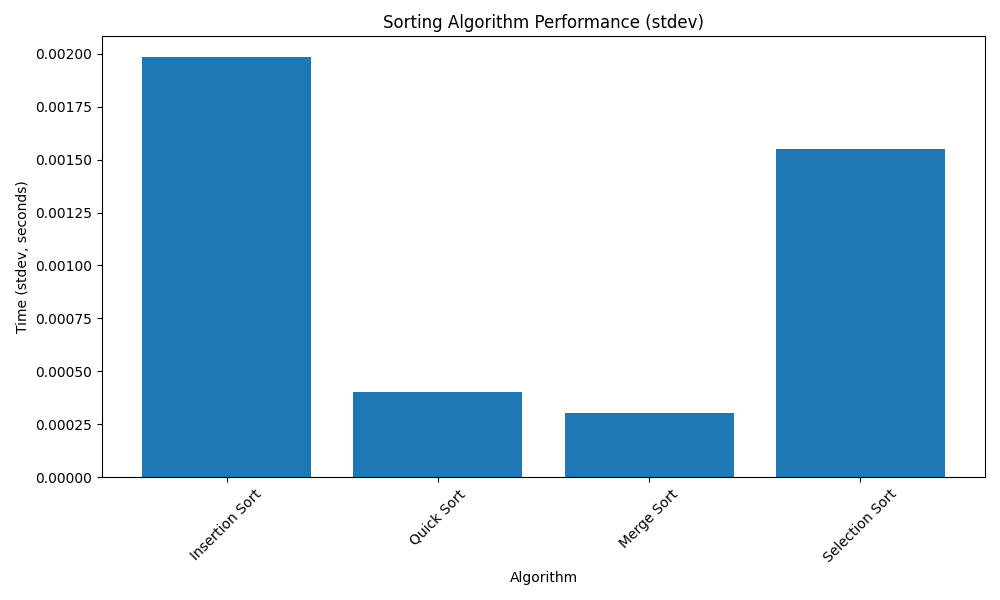 Sorting Algorithm Performance (stdev)
Time (stdev, seconds)
0.00200
0.00175
0.00150
0.00125
0.00100
0.00075
0.00050
0.00025
0.00000
Insertion Sort
Quick Sort
Merge Sort
Selection Sort
Algorithm